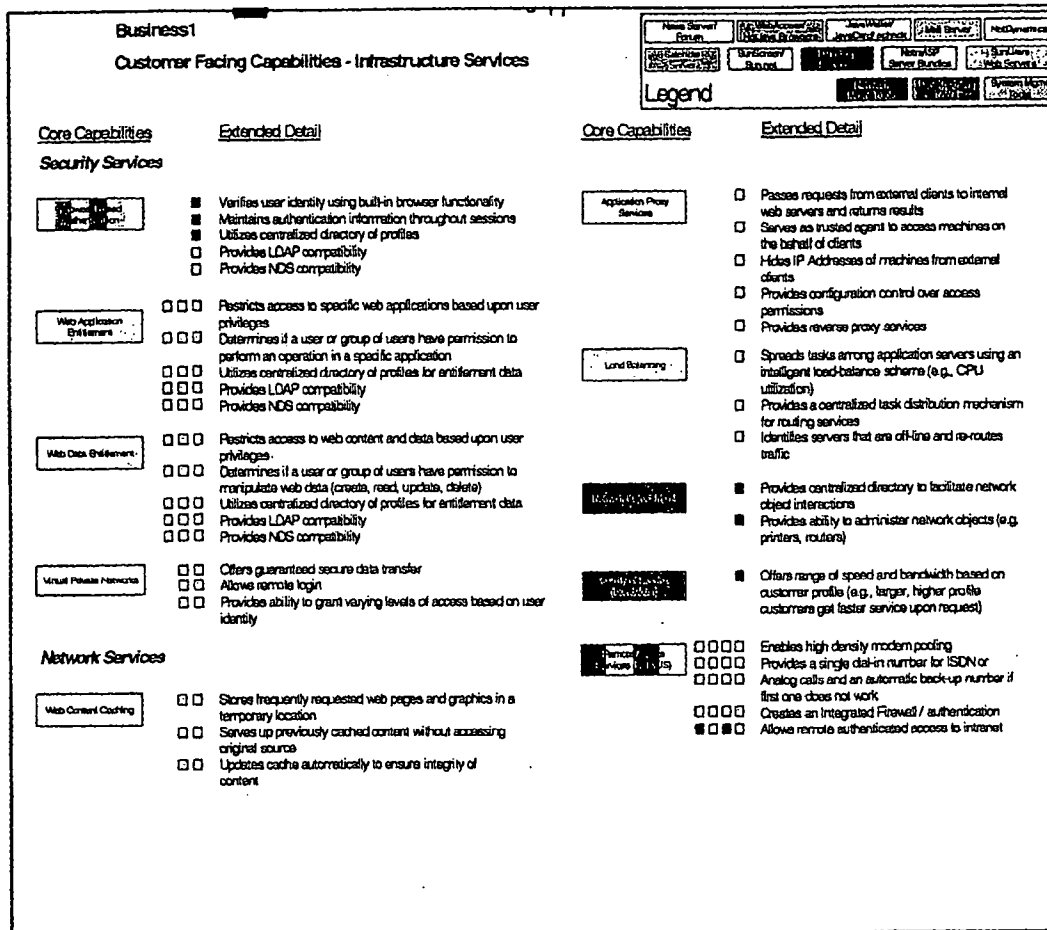 Business1
Customer Facing Capabilities - Infrastructure Services
News Server/
Forum
Mail Server
Server Bundles
Web Servers
Legend
Core Capabilities
Extended Detail
Security Services
Verifies user identity using built-in browser functionality
Maintains authentication information throughout sessions
Utilizes centralized directory of profiles
Provides LDAP compatibility
Provides NDS compatibility
Web Application
Entitlement
Restricts access to specific web applications based upon user
privileges
Determines if a user or group of users have permission to
perform an operation in a specific application
Utilizes centralized directory of profiles for entitlement data
Provides LDAP compatibility
Provides NDS compatibility
Web Data Entitlement
Restricts access to web content and data based upon user
privileges
Determines if a user or group of users have permission to
manipulate web data (create, read, update, delete)
Utilizes centralized directory of profiles for entitlement data
Provides LDAP compatibility
Provides NDS compatibility
Virtual Private Networks
Offers guaranteed secure data transfer
Allows remote login
Provides ability to grant varying levels of access based on user
identity
Network Services
Web Content Caching
Stores frequently requested web pages and graphics in a
temporary location
Serves up previously cached content without accessing
original source
Updates cache automatically to ensure integrity of
content
Core Capabilities
Extended Detail
Application Proxy
Services
Passes requests from external clients to internal
web servers and returns results
Serves as trusted agent to access machines on
the behalf of clients
Hides IP Addresses of machines from external
clients
Provides configuration control over access
permissions
Provides reverse proxy services
Load Balancing
Spreads tasks among application servers using an
intelligent load-balance scheme (e.g., CPU
utilization)
Provides a centralized task distribution mechanism
for routing services
Identifies servers that are off-line and re-routes
traffic
Provides centralized directory to facilitate network
object interactions
Provides ability to administer network objects (e.g.
printers, routers)
Offers range of speed and bandwidth based on
customer profile (e.g., larger, higher profile
customers get faster service upon request)
Enables high density modem pooling
Provides a single dial-in number for ISDN or
Analog calls and an automatic back-up number if
first one does not work
Creates an Integrated Firewall / authentication
Allows remote authenticated access to intranet